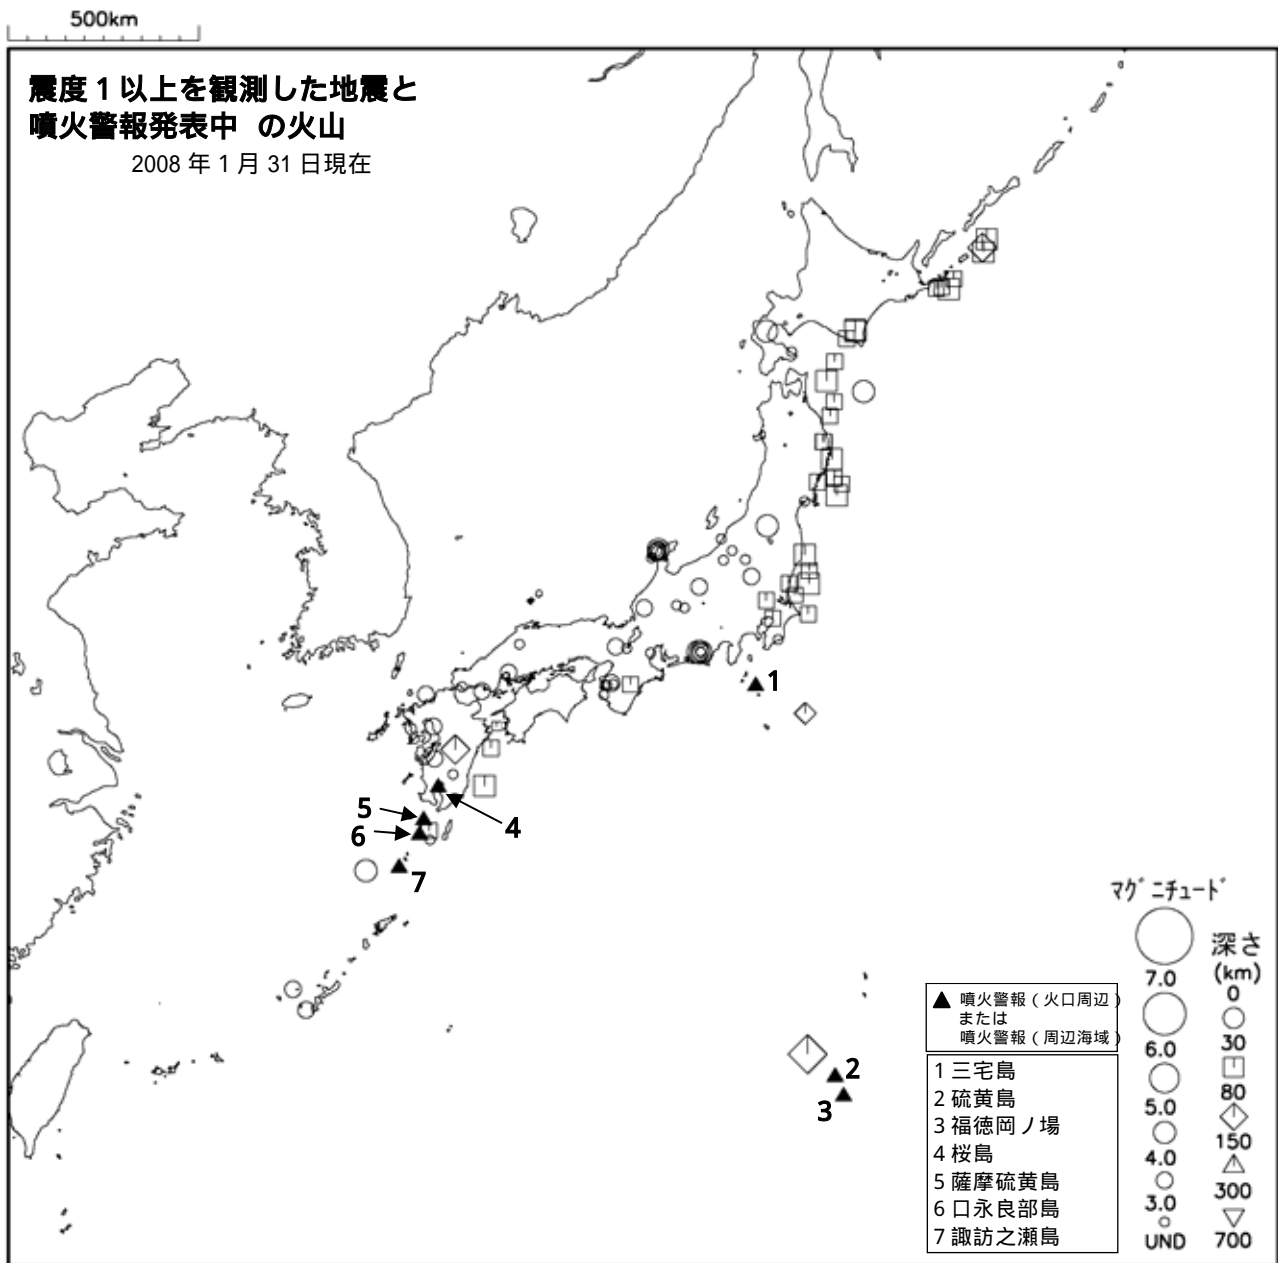 500km
震度1以上を観測した地震と
噴火警報発表中 の火山
2008年1月31日現在
1
5
4
6
7
2
3
▲ 噴火警報（火口周辺）
または
噴火警報（周辺海域）
1 三宅島
2 硫黄島
3 福徳岡ノ場
4 桜島
5 薩摩硫黄島
6 口永良部島
7 諏訪之瀬島
マグニチュード
7.0
6.0
5.0
4.0
3.0
UND
深さ
(km)
0
30
80
150
300
700